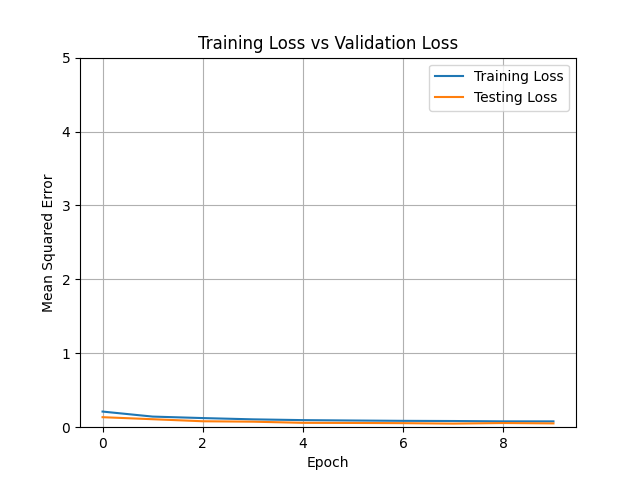 Training Loss vs Validation Loss
Training Loss
Testing Loss
Mean Squared Error
5
4
3
2
1
0
0 2 4 6 8
Epoch